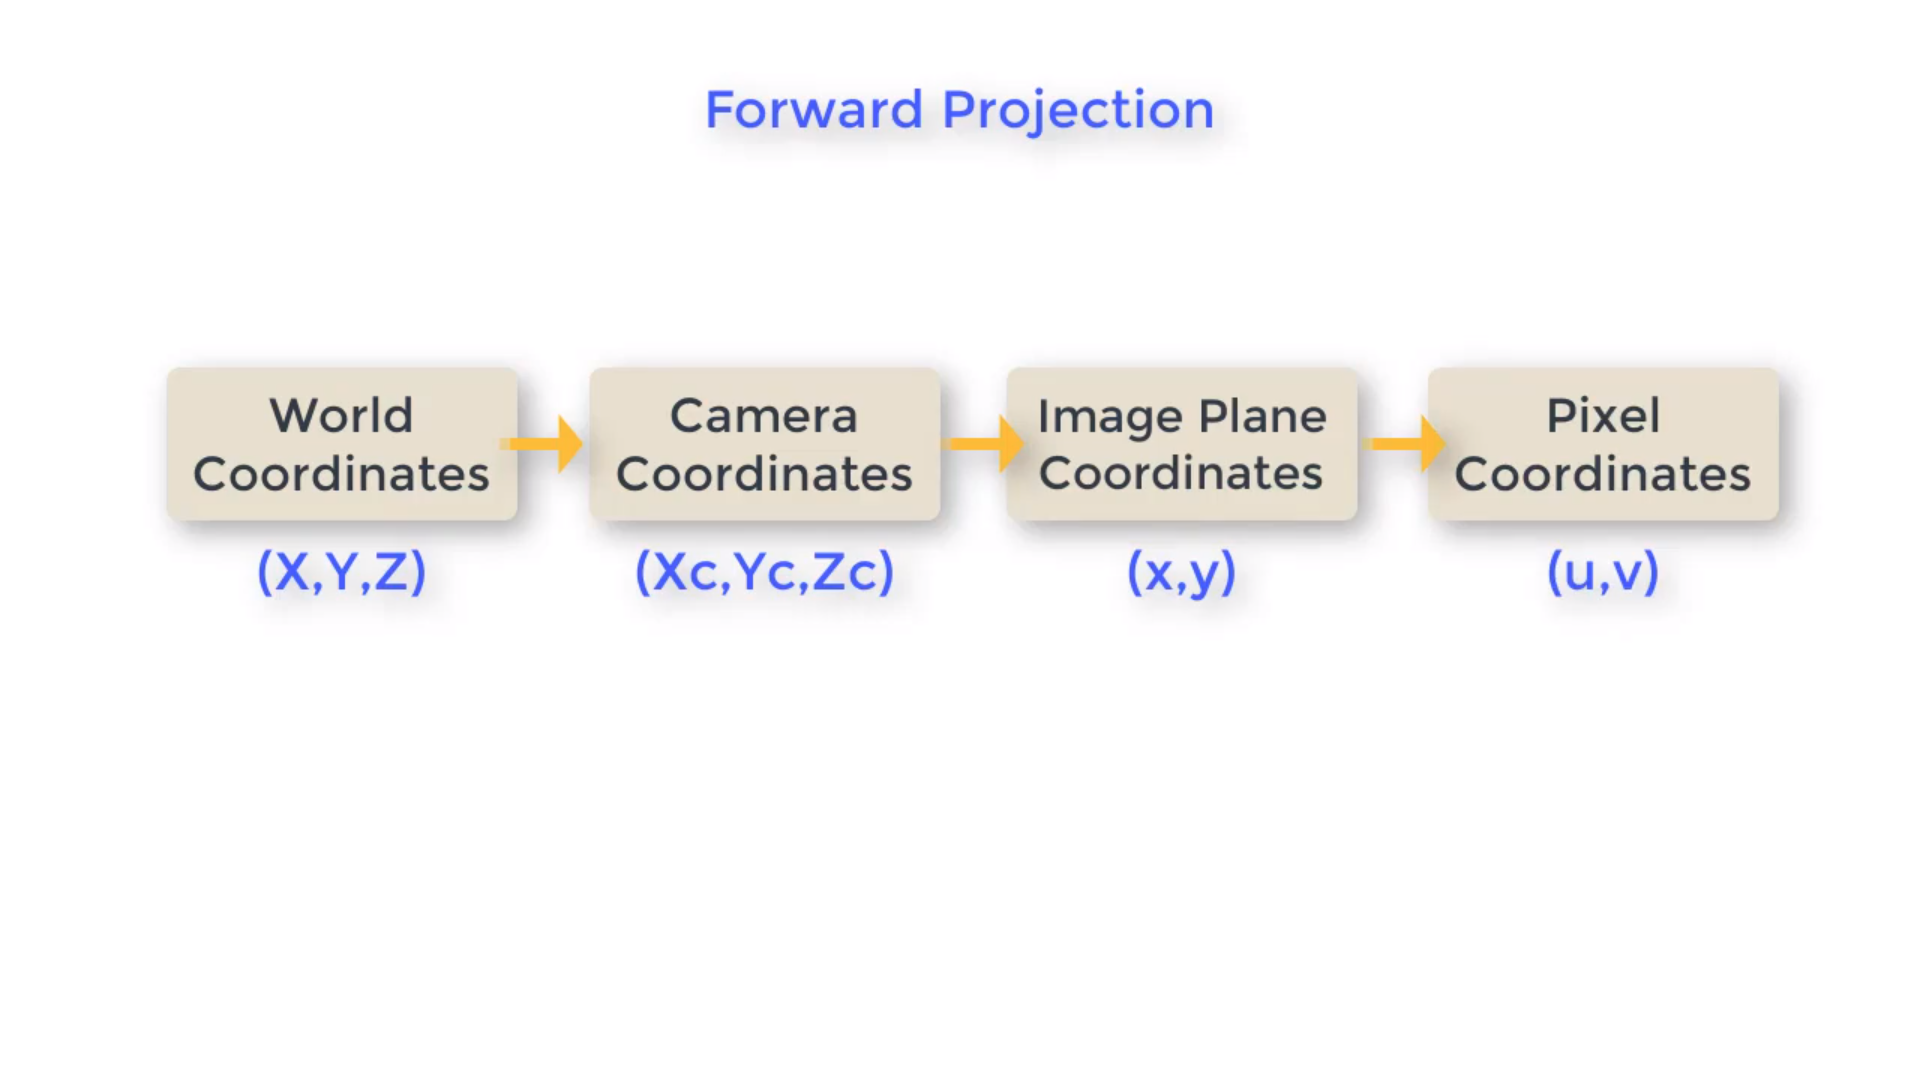 Forward Projection
World
Coordinates
Camera
Coordinates
Image Plane
Coordinates
Pixel
Coordinates
(X,Y,Z)
(Xc,Yc,Zc)
(x,y)
(u,v)